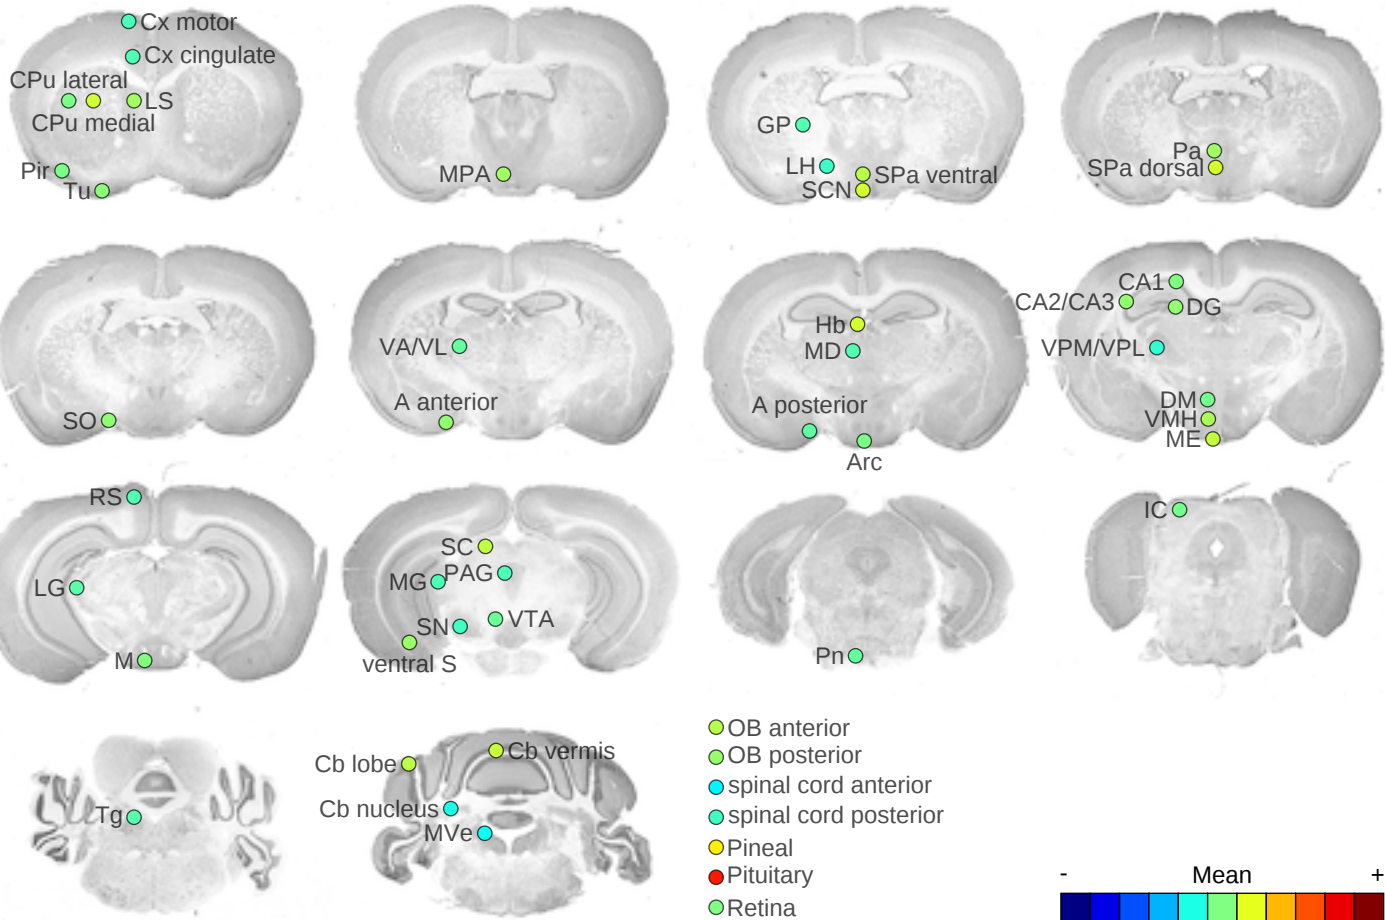 Cx motor
Cx cingulate
CPu lateral
LS
CPu medial
Pir
Tu
MPA
GP
LH
SPa ventral
SCN
Pa
SPa dorsal
SO
VA/VL
A anterior
Hb
MD
A posterior
Arc
CA1
CA2/CA3
DG
VPM/VPL
DM
VMH
ME
RS
LG
M
SC
MG
PAG
SN
VTA
ventral S
Pn
IC
Tg
Cb lobe
Cb vermis
Cb nucleus
MVe
OB anterior
OB posterior
spinal cord anterior
spinal cord posterior
Pineal
Pituitary
Retina
- Mean +